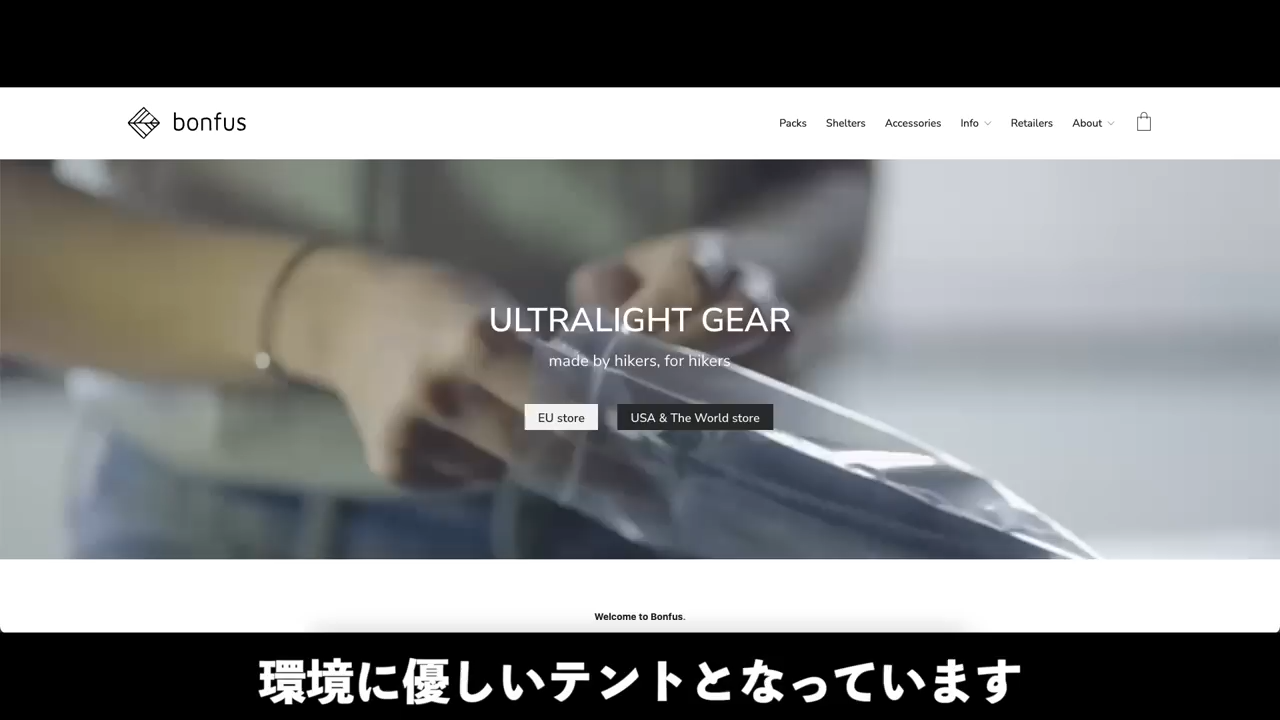 bonfus
Packs Shelters Accessories Info Retailers About
ULTRALIGHT GEAR
made by hikers, for hikers
EU store USA & The World store
Welcome to Bonfus.
環境に優しいテントとなっています